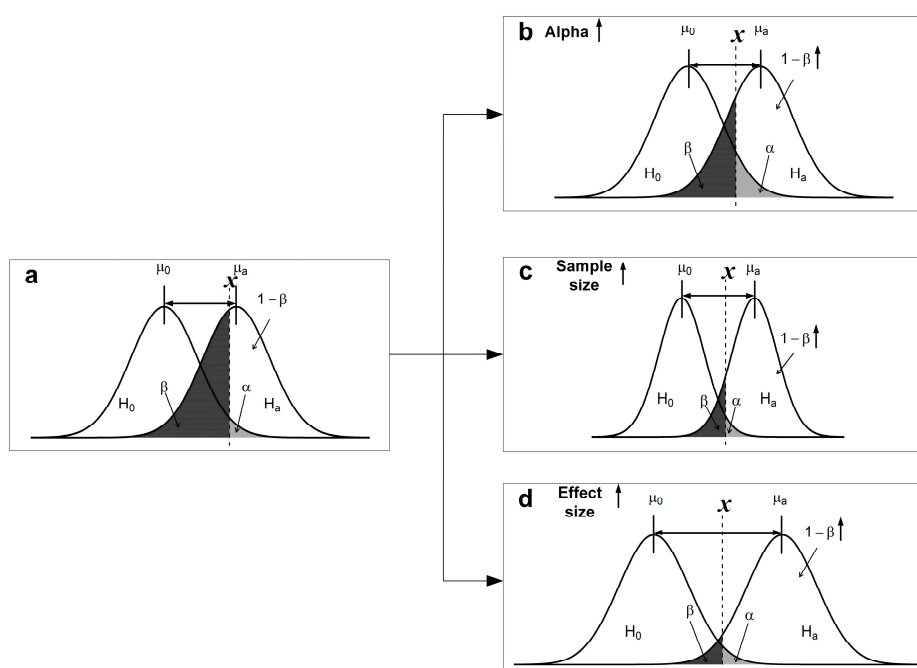 a
μ0
x
μa
1 – β
β
α
H0
Ha
b Alpha
μ0
x
μa
1 – β
β
α
H0
Ha
c Sample
size
μ0
x
μa
1 – β
β
α
H0
Ha
d Effect
size
μ0
x
μa
1 – β
β
α
H0
Ha